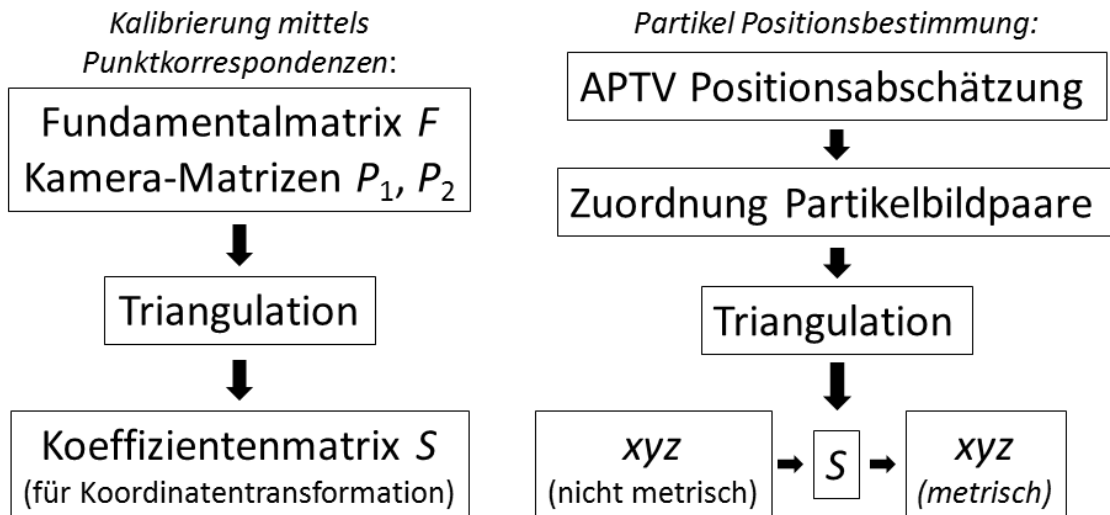 Kalibrierung mittels
Punktkorrespondenzen:
Fundamentalmatrix F
Kamera-Matrizen P₁, P₂
Triangulation
Koeffizientenmatrix S
(für Koordinatentransformation)
Partikel Positionsbestimmung:
APTV Positionsabschätzung
Zuordnung Partikelbildpaare
Triangulation
xyz
(nicht metrisch)
S
xyz
(metrisch)